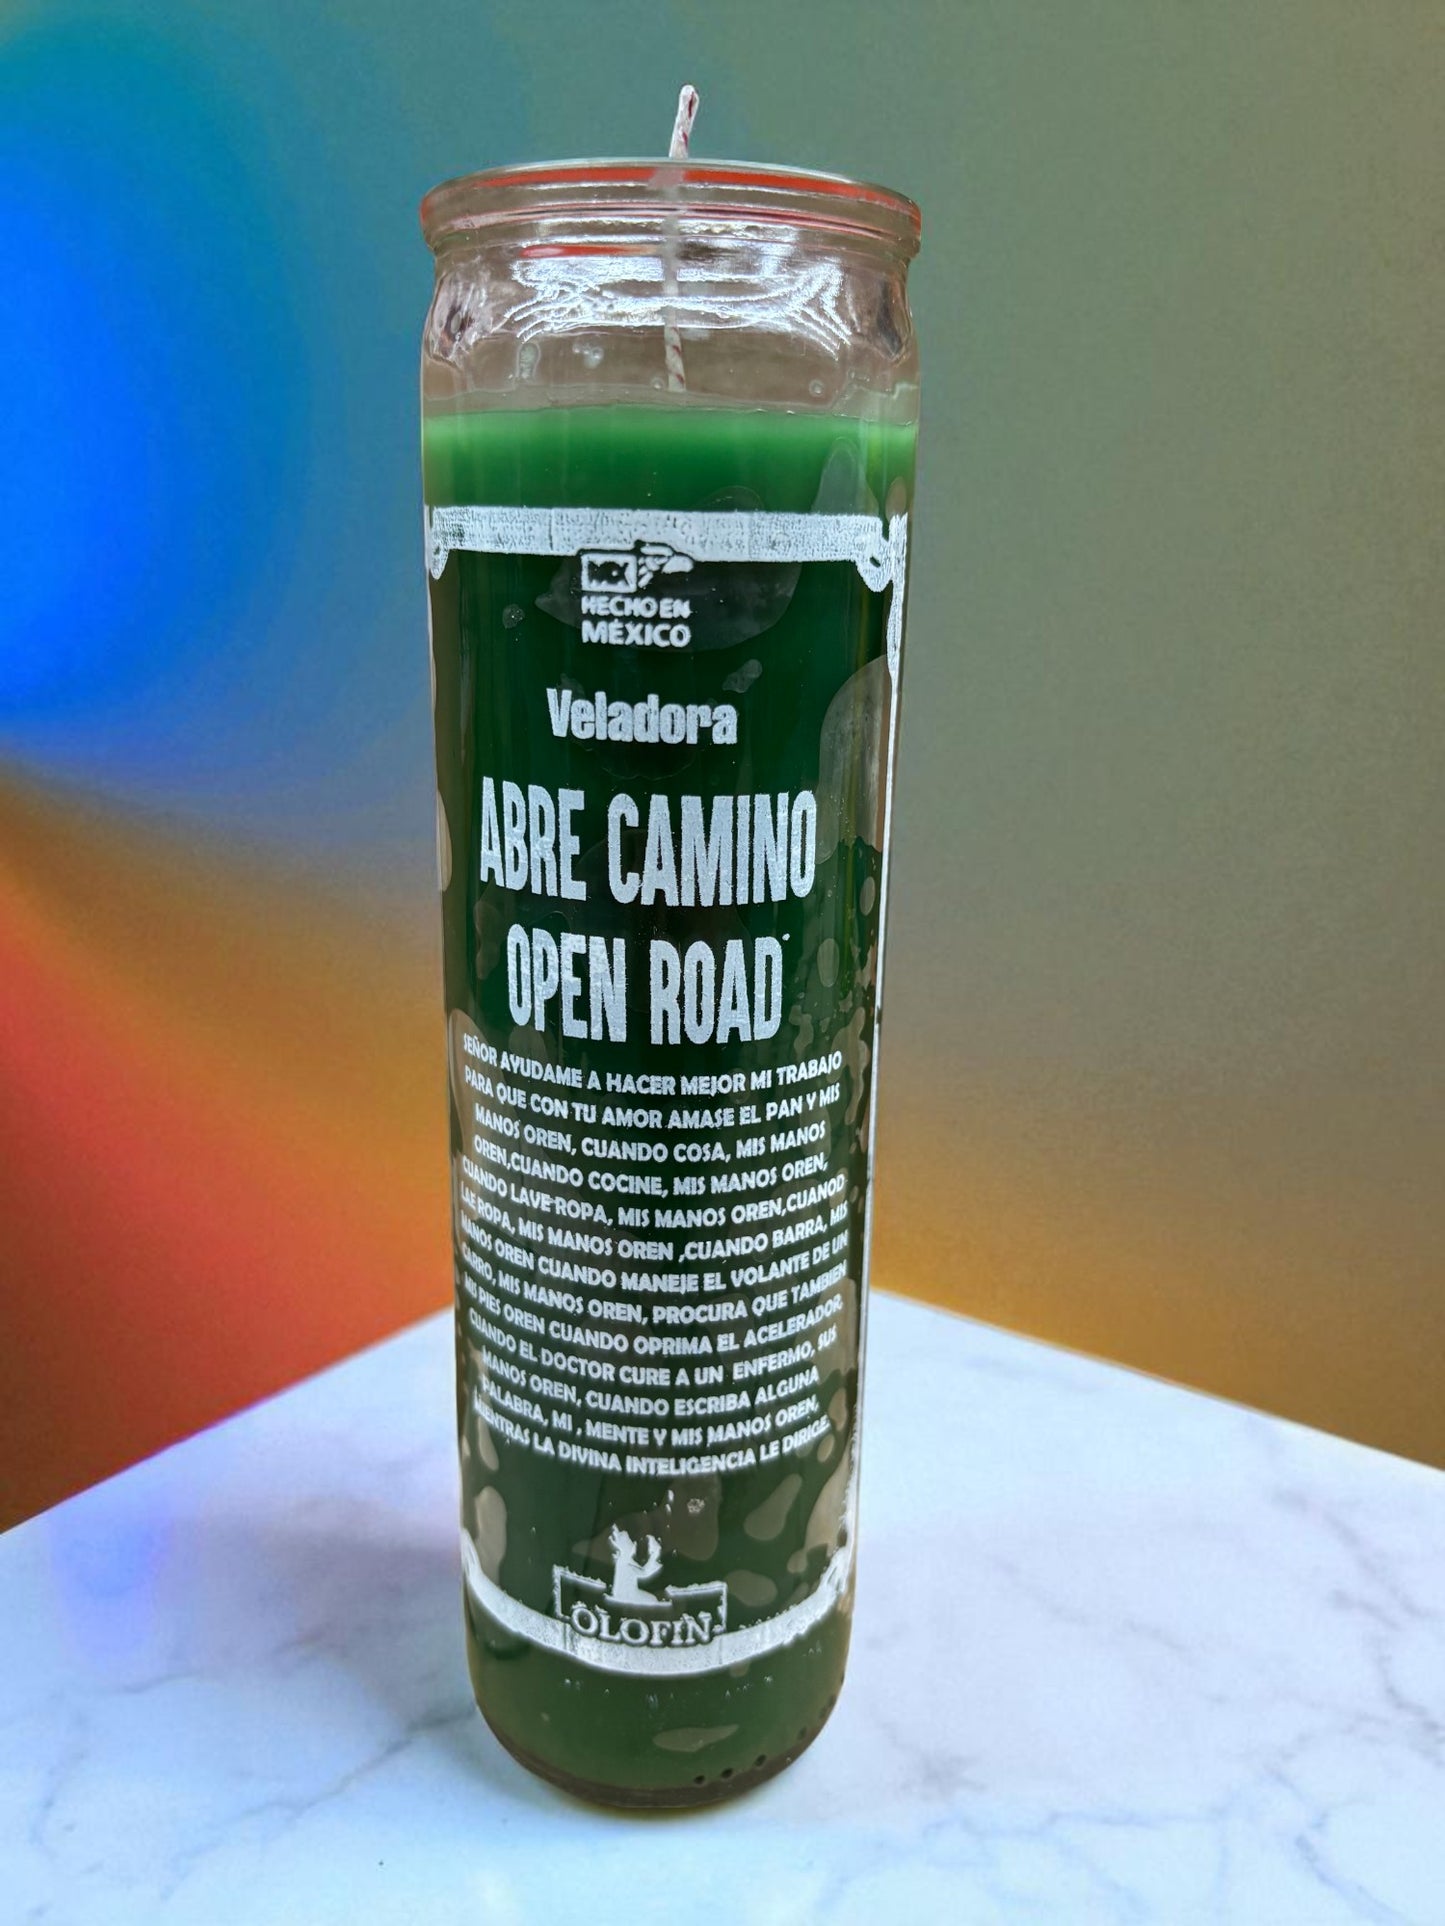 HECHO EN
MÉXICO
Veladora
ABRE CAMINO
OPEN ROAD
SEÑOR AYUDAME A HACER MEJOR MI TRABAJO
PARA QUE CON TU AMOR AMASE EL PAN Y MIS
MANOS OREN, CUANDO COSA, MIS MANOS
OREN,CUANDO COCINE, MIS MANOS OREN,
CUANDO LAVE ROPA, MIS MANOS OREN,CUANOD
LAE ROPA, MIS MANOS OREN ,CUANDO BARRA, MIS
MANOS OREN CUANDO MANEJE EL VOLANTE DE UN
CARRO, MIS MANOS OREN, PROCURA QUE TAMBIEN
MIS PIES OREN CUANDO OPRIMA EL ACELERADOR,
CUANDO EL DOCTOR CURE A UN ENFERMO, SUS
MANOS OREN, CUANDO ESCRIBA ALGUNA
PALABRA, MI , MENTE Y MIS MANOS OREN,
MIENTRAS LA DIVINA INTELIGENCIA LE DIRIGE.
OLOFIN